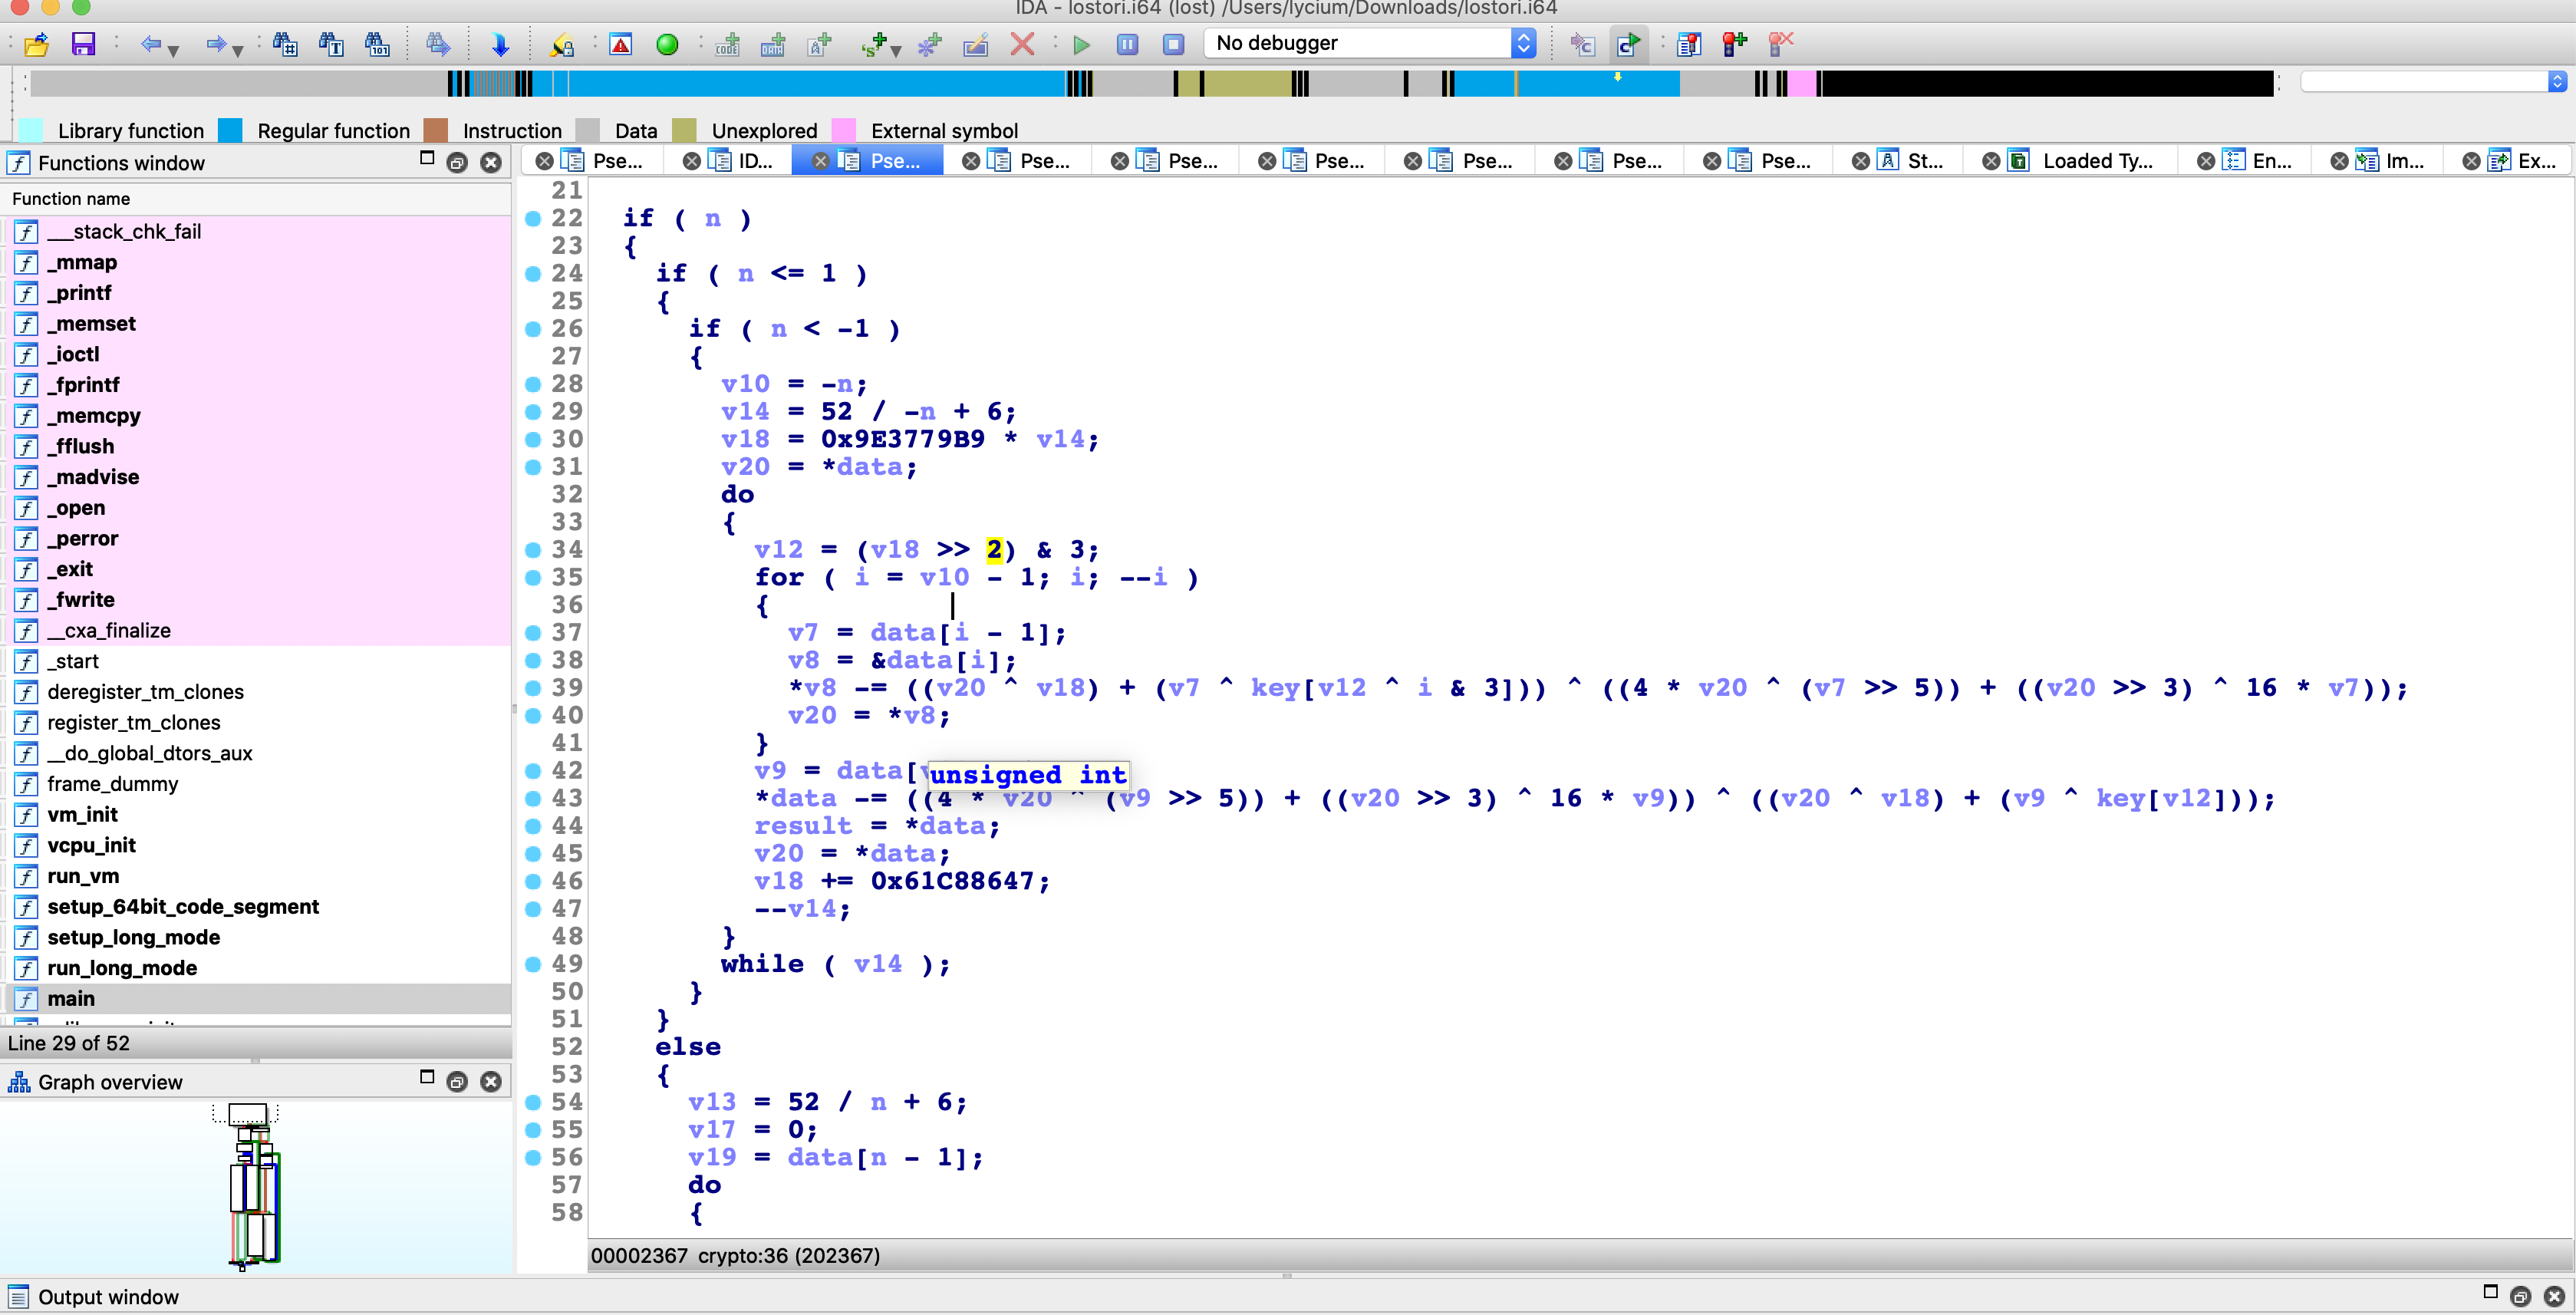 IDA - lostori.i64 (lost) /Users/lycium/Downloads/lostori.i64
No debugger
Library function Regular function Instruction Data Unexplored External symbol
Functions window
Pse... ID... Pse... Pse... Pse... Pse... Pse... Pse... Pse... St... Loaded Ty... En... Im... Ex...
Function name
___stack_chk_fail
_mmap
_printf
_memset
_ioctl
_fprintf
_memcpy
_fflush
_madvise
_open
_perror
_exit
_fwrite
__cxa_finalize
_start
deregister_tm_clones
register_tm_clones
__do_global_dtors_aux
frame_dummy
vm_init
vcpu_init
run_vm
setup_64bit_code_segment
setup_long_mode
run_long_mode
main
Line 29 of 52
Graph overview
21
22 if ( n )
23 {
24 if ( n <= 1 )
25 {
26 if ( n < -1 )
27 {
28 v10 = -n;
29 v14 = 52 / -n + 6;
30 v18 = 0x9E3779B9 * v14;
31 v20 = *data;
32 do
33 {
34 v12 = (v18 >> 2) & 3;
35 for ( i = v10 - 1; i; --i )
36 {
37 v7 = data[i - 1];
38 v8 = &data[i];
39 *v8 -= ((v20 ^ v18) + (v7 ^ key[v12 ^ i & 3])) ^ ((4 * v20 ^ (v7 >> 5)) + ((v20 >> 3) ^ 16 * v7));
40 v20 = *v8;
41 }
42 v9 = data[
unsigned int
43 *data -= ((4 * v20 ^ (v9 >> 5)) + ((v20 >> 3) ^ 16 * v9)) ^ ((v20 ^ v18) + (v9 ^ key[v12]));
44 result = *data;
45 v20 = *data;
46 v18 += 0x61C88647;
47 --v14;
48 }
49 while ( v14 );
50 }
51 }
52 else
53 {
54 v13 = 52 / n + 6;
55 v17 = 0;
56 v19 = data[n - 1];
57 do
58 {
00002367 crypto:36 (202367)
Output window